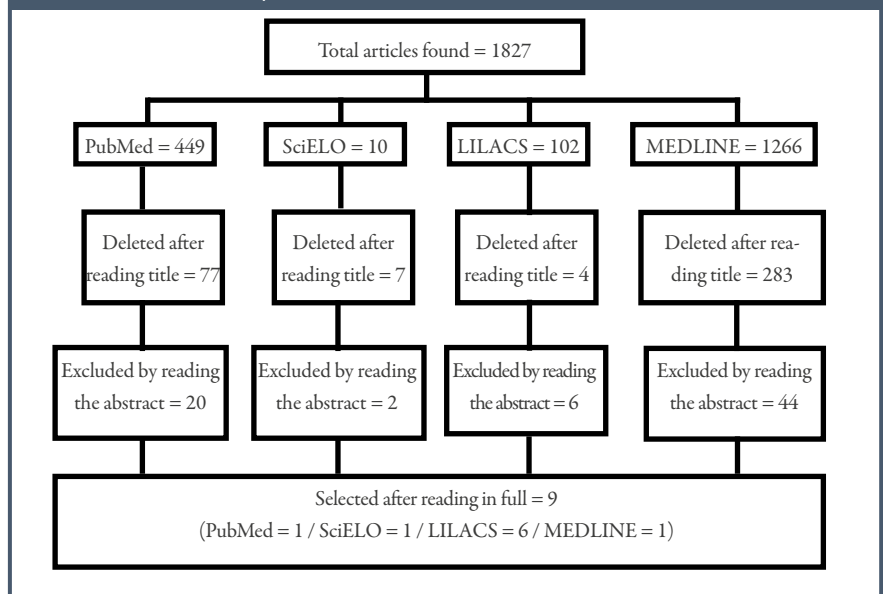 Total articles found = 1827
PubMed = 449
SciELO = 10
LILACS = 102
MEDLINE = 1266
Deleted after
reading title = 77
Deleted after
reading title = 7
Deleted after
reading title = 4
Deleted after rea-
ding title = 283
Excluded by reading
the abstract = 20
Excluded by reading
the abstract = 2
Excluded by reading
the abstract = 6
Excluded by reading
the abstract = 44
Selected after reading in full = 9
(PubMed = 1 / SciELO = 1 / LILACS = 6 / MEDLINE = 1)